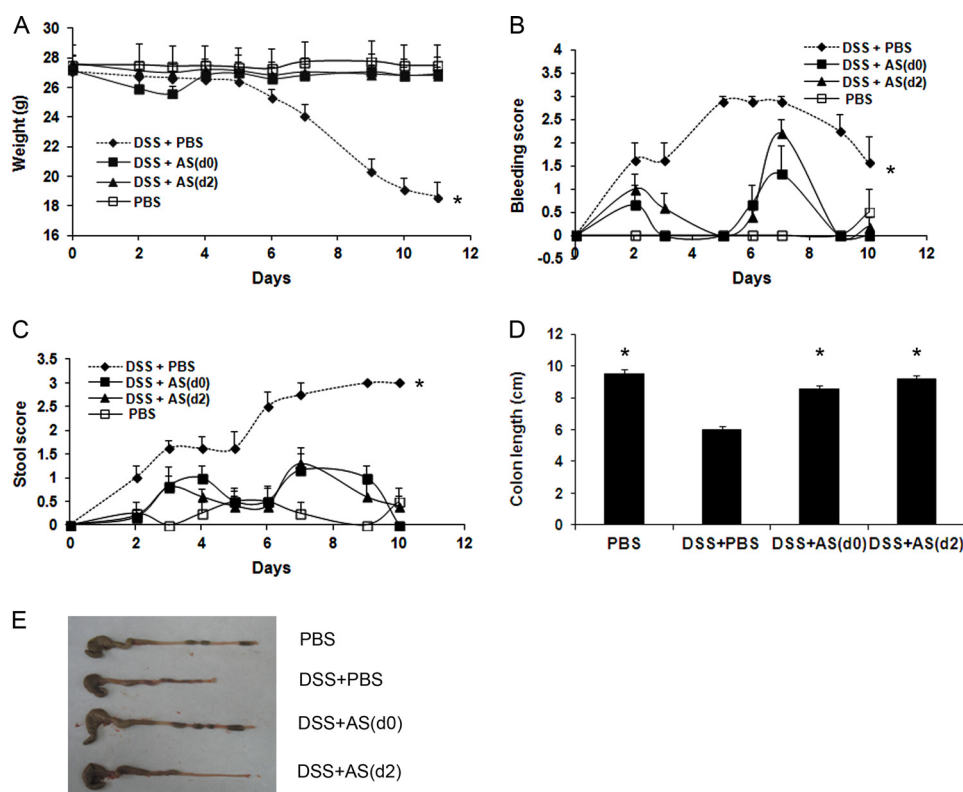 A
30
28
26
24
22
20
18
16
Weight (g)
DSS + PBS
DSS + AS(d0)
DSS + AS(d2)
PBS
*
0
2
4
6
8
10
12
Days
B
4
3.5
3
2.5
2
1.5
1
0.5
0
-0.5
Bleeding score
DSS + PBS
DSS + AS(d0)
DSS + AS(d2)
PBS
*
0
2
4
6
8
10
12
Days
C
3.5
3
2.5
2
1.5
1
0.5
0
Stool score
DSS + PBS
DSS + AS(d0)
DSS + AS(d2)
PBS
*
0
2
4
6
8
10
12
Days
D
12
10
8
6
4
2
0
Colon length (cm)
*
*
*
PBS
DSS+PBS
DSS+AS(d0)
DSS+AS(d2)
E
PBS
DSS+PBS
DSS+AS(d0)
DSS+AS(d2)